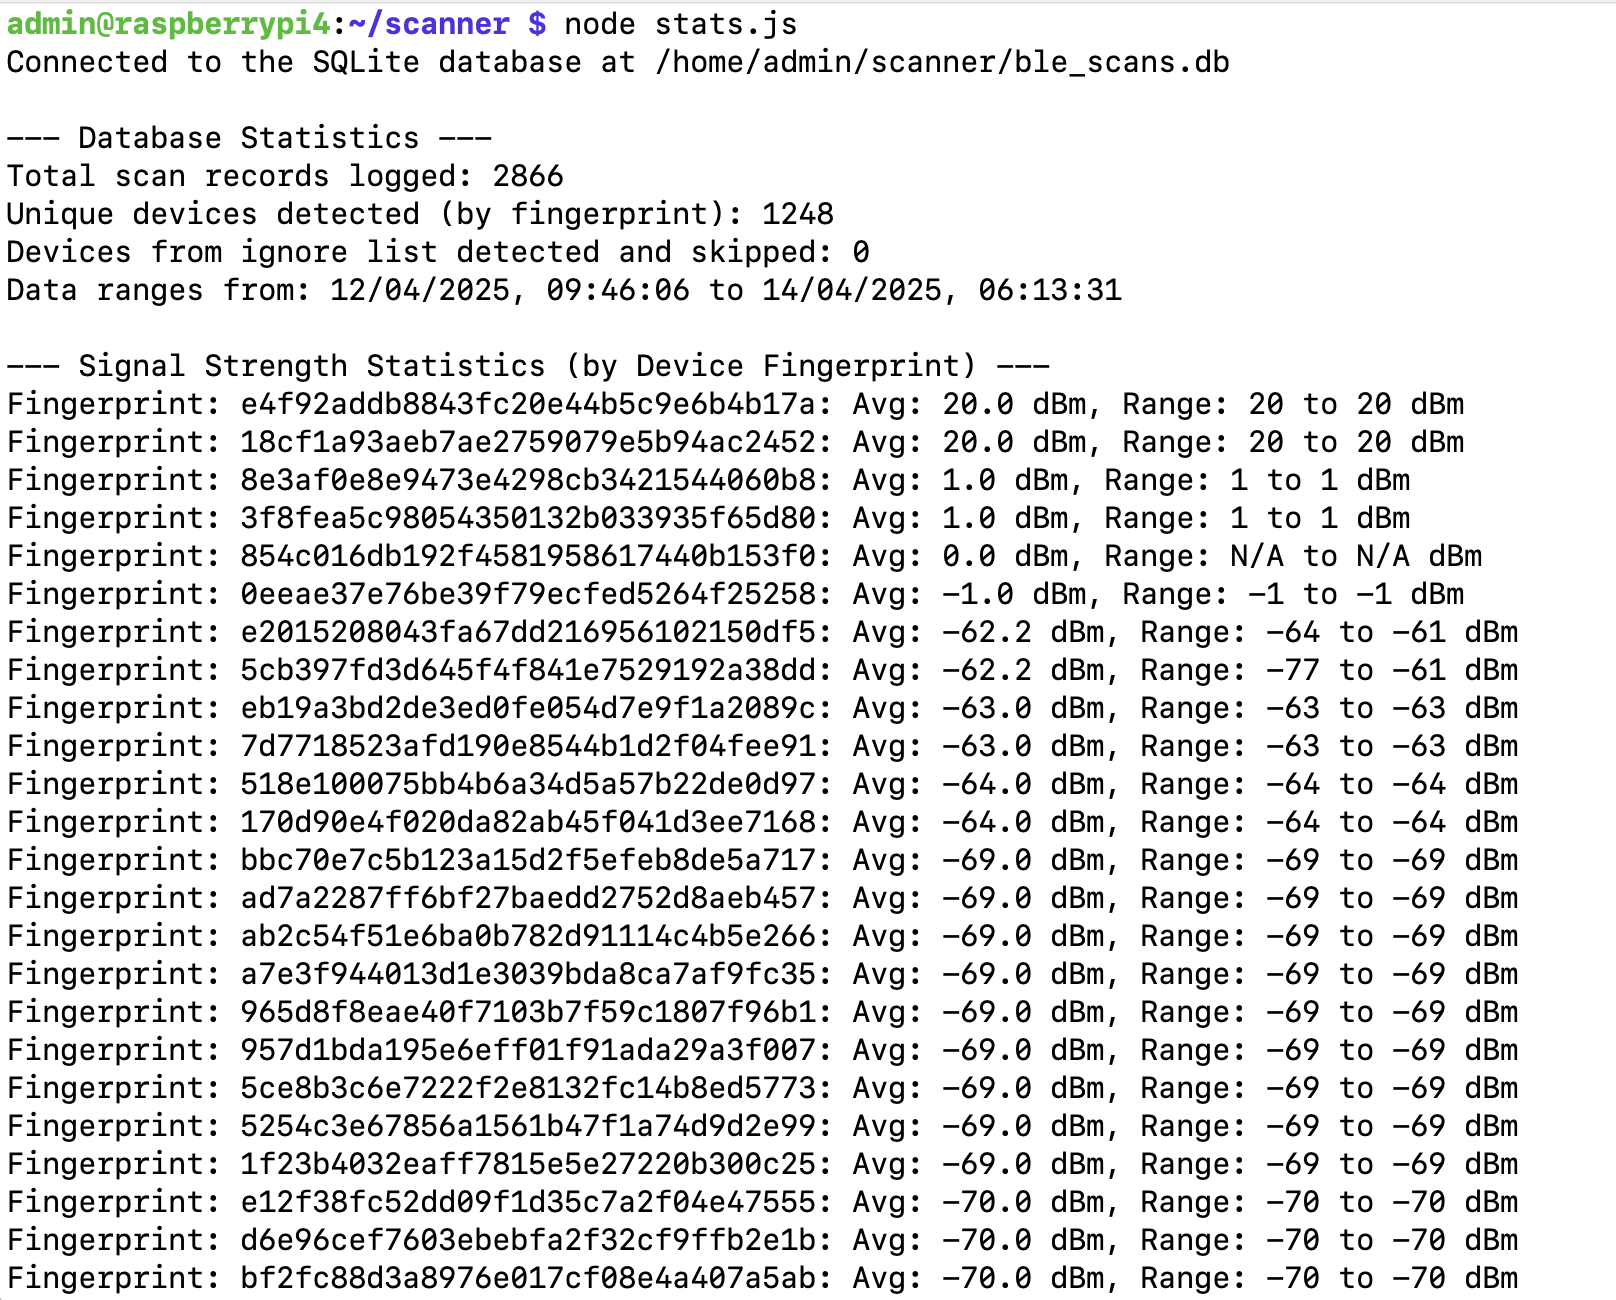 admin@raspberrypi4:~/scanner $ node stats.js
Connected to the SQLite database at /home/admin/scanner/ble_scans.db
--- Database Statistics ---
Total scan records logged: 2866
Unique devices detected (by fingerprint): 1248
Devices from ignore list detected and skipped: 0
Data ranges from: 12/04/2025, 09:46:06 to 14/04/2025, 06:13:31
--- Signal Strength Statistics (by Device Fingerprint) ---
Fingerprint: e4f92addb8843fc20e44b5c9e6b4b17a: Avg: 20.0 dBm, Range: 20 to 20 dBm
Fingerprint: 18cf1a93aeb7ae2759079e5b94ac2452: Avg: 20.0 dBm, Range: 20 to 20 dBm
Fingerprint: 8e3af0e8e9473e4298cb3421544060b8: Avg: 1.0 dBm, Range: 1 to 1 dBm
Fingerprint: 3f8fea5c98054350132b033935f65d80: Avg: 1.0 dBm, Range: 1 to 1 dBm
Fingerprint: 854c016db192f4581958617440b153f0: Avg: 0.0 dBm, Range: N/A to N/A dBm
Fingerprint: 0eeae37e76be39f79ecfed5264f25258: Avg: -1.0 dBm, Range: -1 to -1 dBm
Fingerprint: e2015208043fa67dd216956102150df5: Avg: -62.2 dBm, Range: -64 to -61 dBm
Fingerprint: 5cb397fd3d645f4f841e7529192a38dd: Avg: -62.2 dBm, Range: -77 to -61 dBm
Fingerprint: eb19a3bd2de3ed0fe054d7e9f1a2089c: Avg: -63.0 dBm, Range: -63 to -63 dBm
Fingerprint: 7d7718523afd190e8544b1d2f04fee91: Avg: -63.0 dBm, Range: -63 to -63 dBm
Fingerprint: 518e100075bb4b6a34d5a57b22de0d97: Avg: -64.0 dBm, Range: -64 to -64 dBm
Fingerprint: 170d90e4f020da82ab45f041d3ee7168: Avg: -64.0 dBm, Range: -64 to -64 dBm
Fingerprint: bbc70e7c5b123a15d2f5efeb8de5a717: Avg: -69.0 dBm, Range: -69 to -69 dBm
Fingerprint: ad7a2287ff6bf27baedd2752d8aeb457: Avg: -69.0 dBm, Range: -69 to -69 dBm
Fingerprint: ab2c54f51e6ba0b782d91114c4b5e266: Avg: -69.0 dBm, Range: -69 to -69 dBm
Fingerprint: a7e3f944013d1e3039bda8ca7af9fc35: Avg: -69.0 dBm, Range: -69 to -69 dBm
Fingerprint: 965d8f8eae40f7103b7f59c1807f96b1: Avg: -69.0 dBm, Range: -69 to -69 dBm
Fingerprint: 957d1bda195e6eff01f91ada29a3f007: Avg: -69.0 dBm, Range: -69 to -69 dBm
Fingerprint: 5ce8b3c6e7222f2e8132fc14b8ed5773: Avg: -69.0 dBm, Range: -69 to -69 dBm
Fingerprint: 5254c3e67856a1561b47f1a74d9d2e99: Avg: -69.0 dBm, Range: -69 to -69 dBm
Fingerprint: 1f23b4032eaff7815e5e27220b300c25: Avg: -69.0 dBm, Range: -69 to -69 dBm
Fingerprint: e12f38fc52dd09f1d35c7a2f04e47555: Avg: -70.0 dBm, Range: -70 to -70 dBm
Fingerprint: d6e96cef7603ebebfa2f32cf9ffb2e1b: Avg: -70.0 dBm, Range: -70 to -70 dBm
Fingerprint: bf2fc88d3a8976e017cf08e4a407a5ab: Avg: -70.0 dBm, Range: -70 to -70 dBm